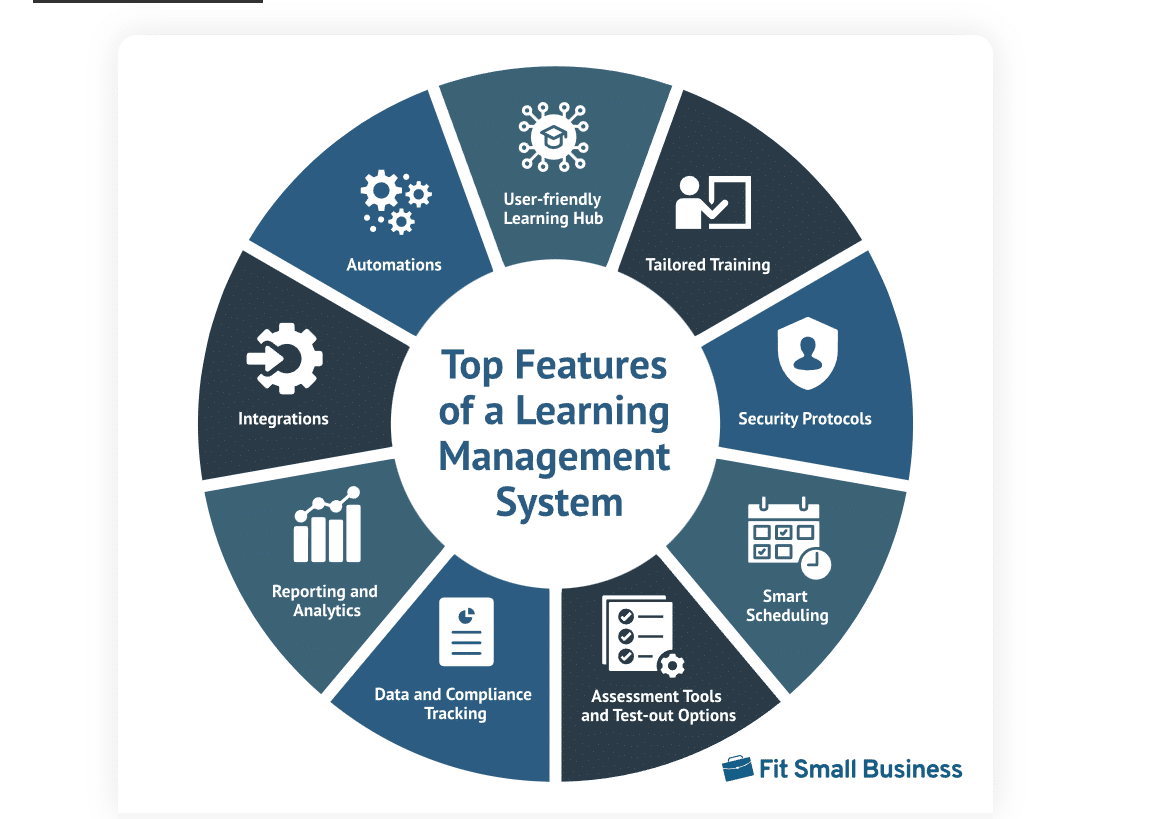 Top Features
of a Learning
Management
System
User-friendly
Learning Hub
Tailored Training
Security Protocols
Smart
Scheduling
Assessment Tools
and Test-out Options
Data and Compliance
Tracking
Reporting and
Analytics
Integrations
Automations
Fit Small Business